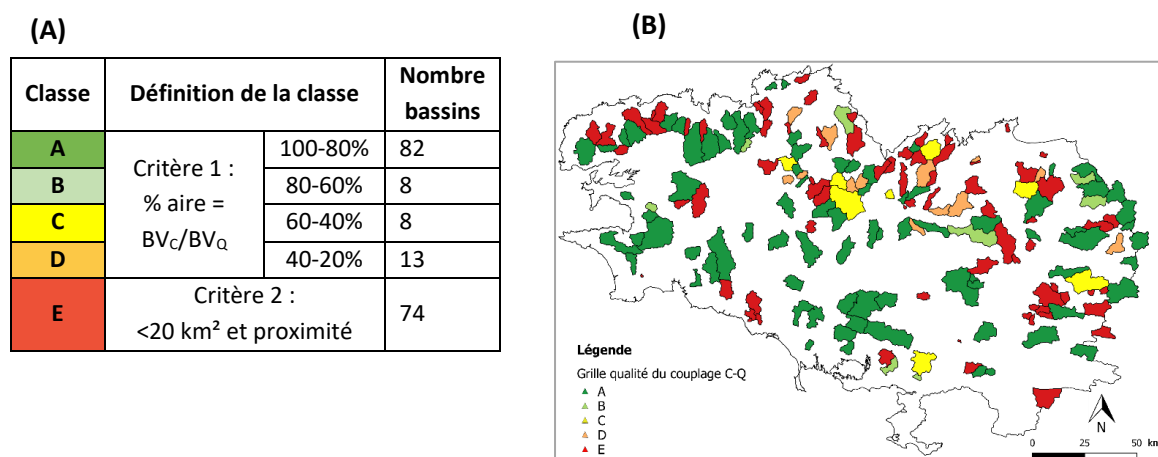 (A)
(B)
Classe Définition de la classe Nombre bassins
A Critère 1 : % aire = BVC/BVQ 100-80% 82
B 80-60% 8
C 60-40% 8
D 40-20% 13
E Critère 2 : <20 km² et proximité 74
Légende
Grille qualité du couplage C-Q
A
B
C
D
E
N
0 25 50 km